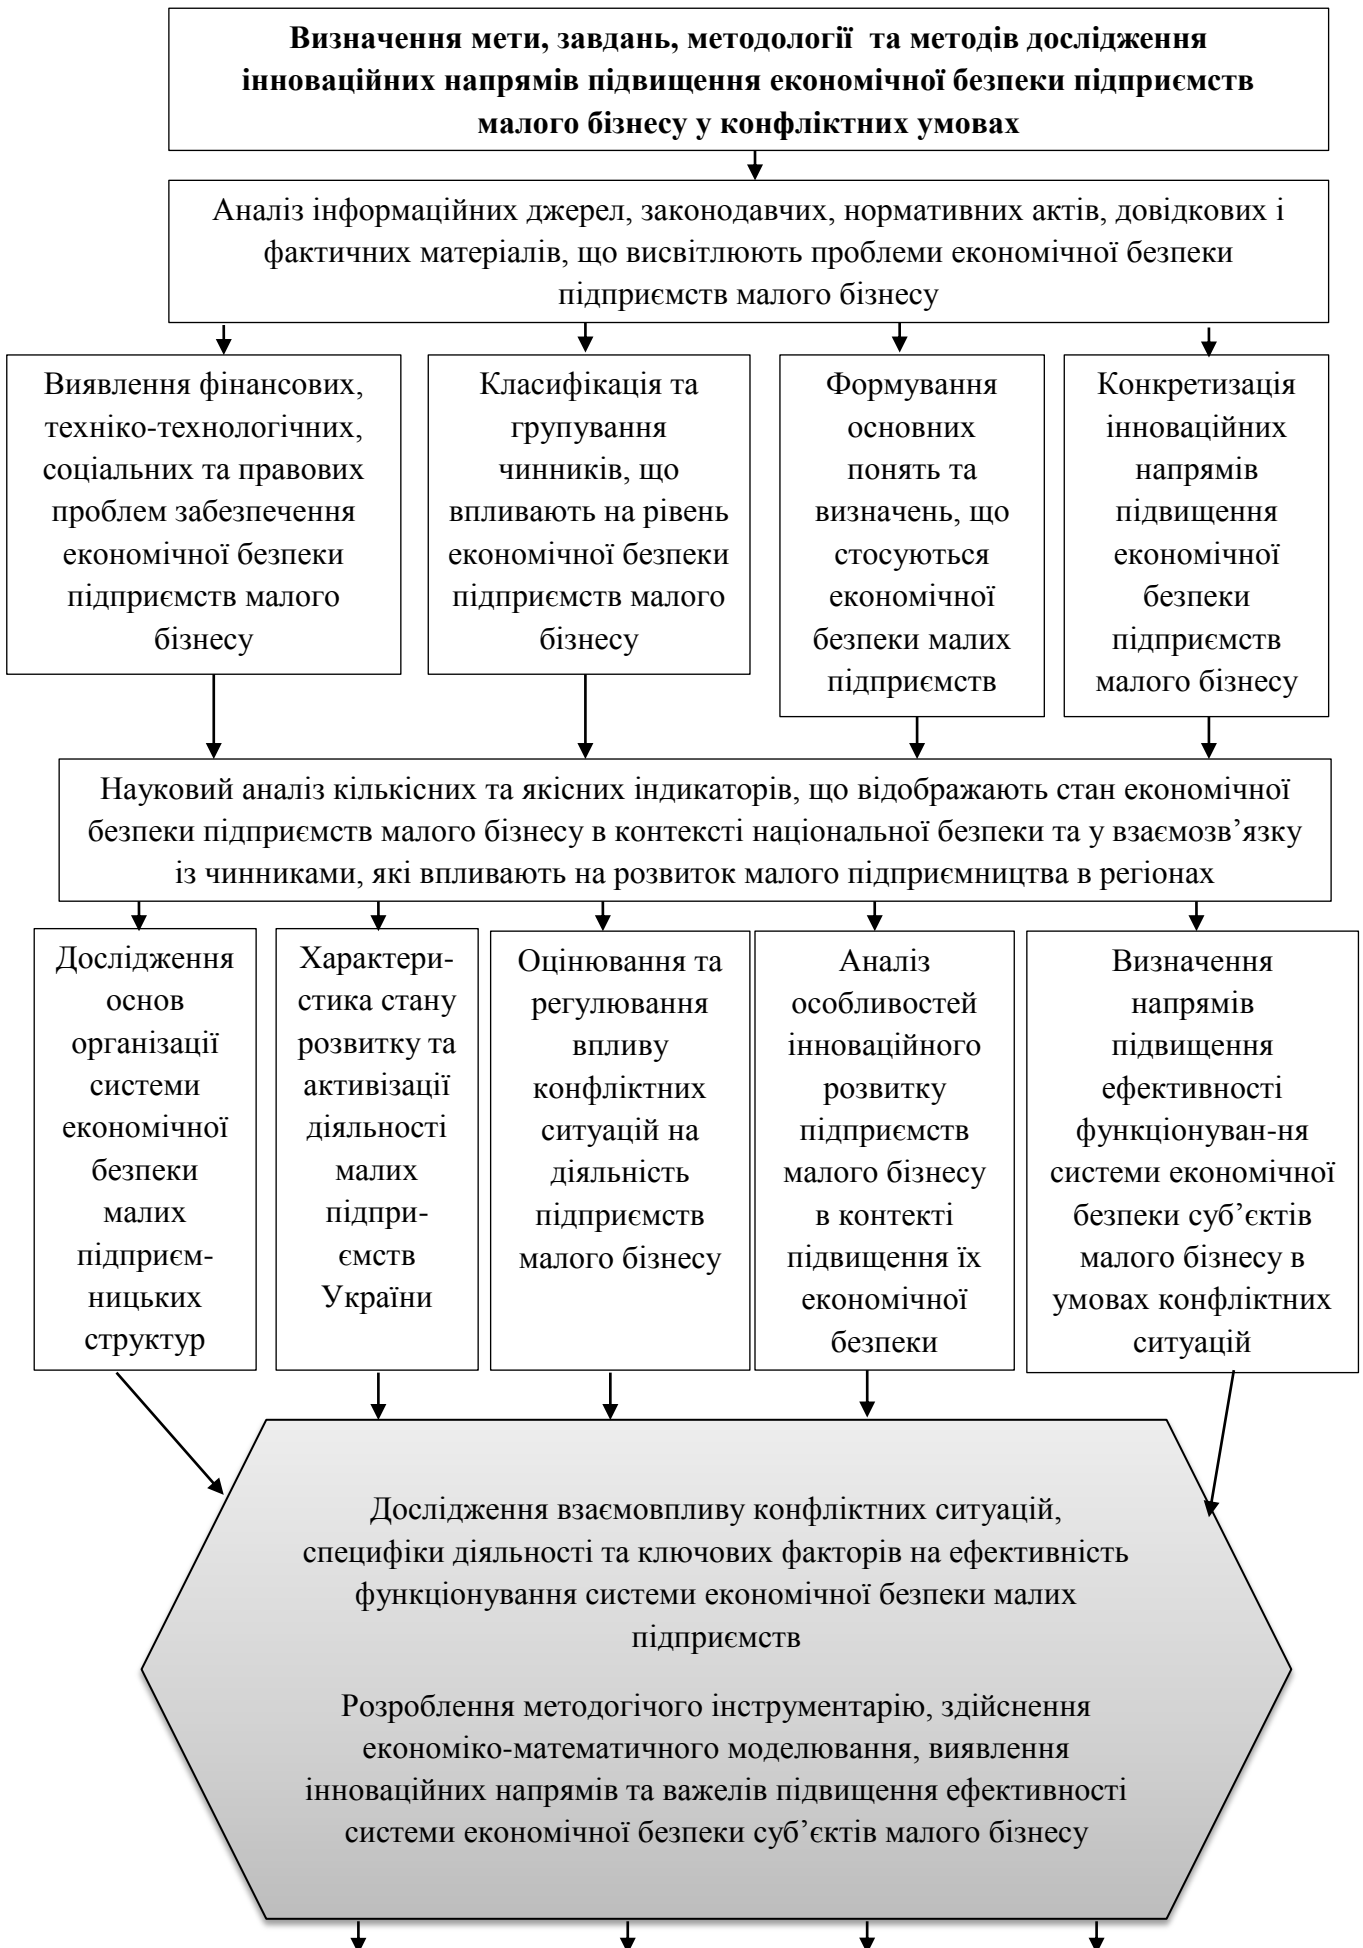 Визначення мети, завдань, методології та методів дослідження
інноваційних напрямів підвищення економічної безпеки підприємств
малого бізнесу у конфліктних умовах
Аналіз інформаційних джерел, законодавчих, нормативних актів, довідкових і
фактичних матеріалів, що висвітлюють проблеми економічної безпеки
підприємств малого бізнесу
Виявлення фінансових,
техніко-технологічних,
соціальних та правових
проблем забезпечення
економічної безпеки
підприємств малого
бізнесу
Класифікація та
групування
чинників, що
впливають на рівень
економічної безпеки
підприємств малого
бізнесу
Формування
основних
понять та
визначень, що
стосуються
економічної
безпеки малих
підприємств
Конкретизація
інноваційних
напрямів
підвищення
економічної
безпеки
підприємств
малого бізнесу
Науковий аналіз кількісних та якісних індикаторів, що відображають стан економічної
безпеки підприємств малого бізнесу в контексті національної безпеки та у взаємозв’язку
із чинниками, які впливають на розвиток малого підприємництва в регіонах
Дослідження
основ
організації
системи
економічної
безпеки
малих
підприєм-
ницьких
структур
Характери-
стика стану
розвитку та
активізації
діяльності
малих
підпри-
ємств
України
Оцінювання та
регулювання
впливу
конфліктних
ситуацій на
діяльність
підприємств
малого бізнесу
Аналіз
особливостей
інноваційного
розвитку
підприємств
малого бізнесу
в контекті
підвищення їх
економічної
безпеки
Визначення
напрямів
підвищення
ефективності
функціонуван-ня
системи економічної
безпеки суб’єктів
малого бізнесу в
умовах конфліктних
ситуацій
Дослідження взаємовпливу конфліктних ситуацій,
специфіки діяльності та ключових факторів на ефективність
функціонування системи економічної безпеки малих
підприємств
Розроблення методогічого інструментарію, здійснення
економіко-математичного моделювання, виявлення
інноваційних напрямів та важелів підвищення ефективності
системи економічної безпеки суб’єктів малого бізнесу